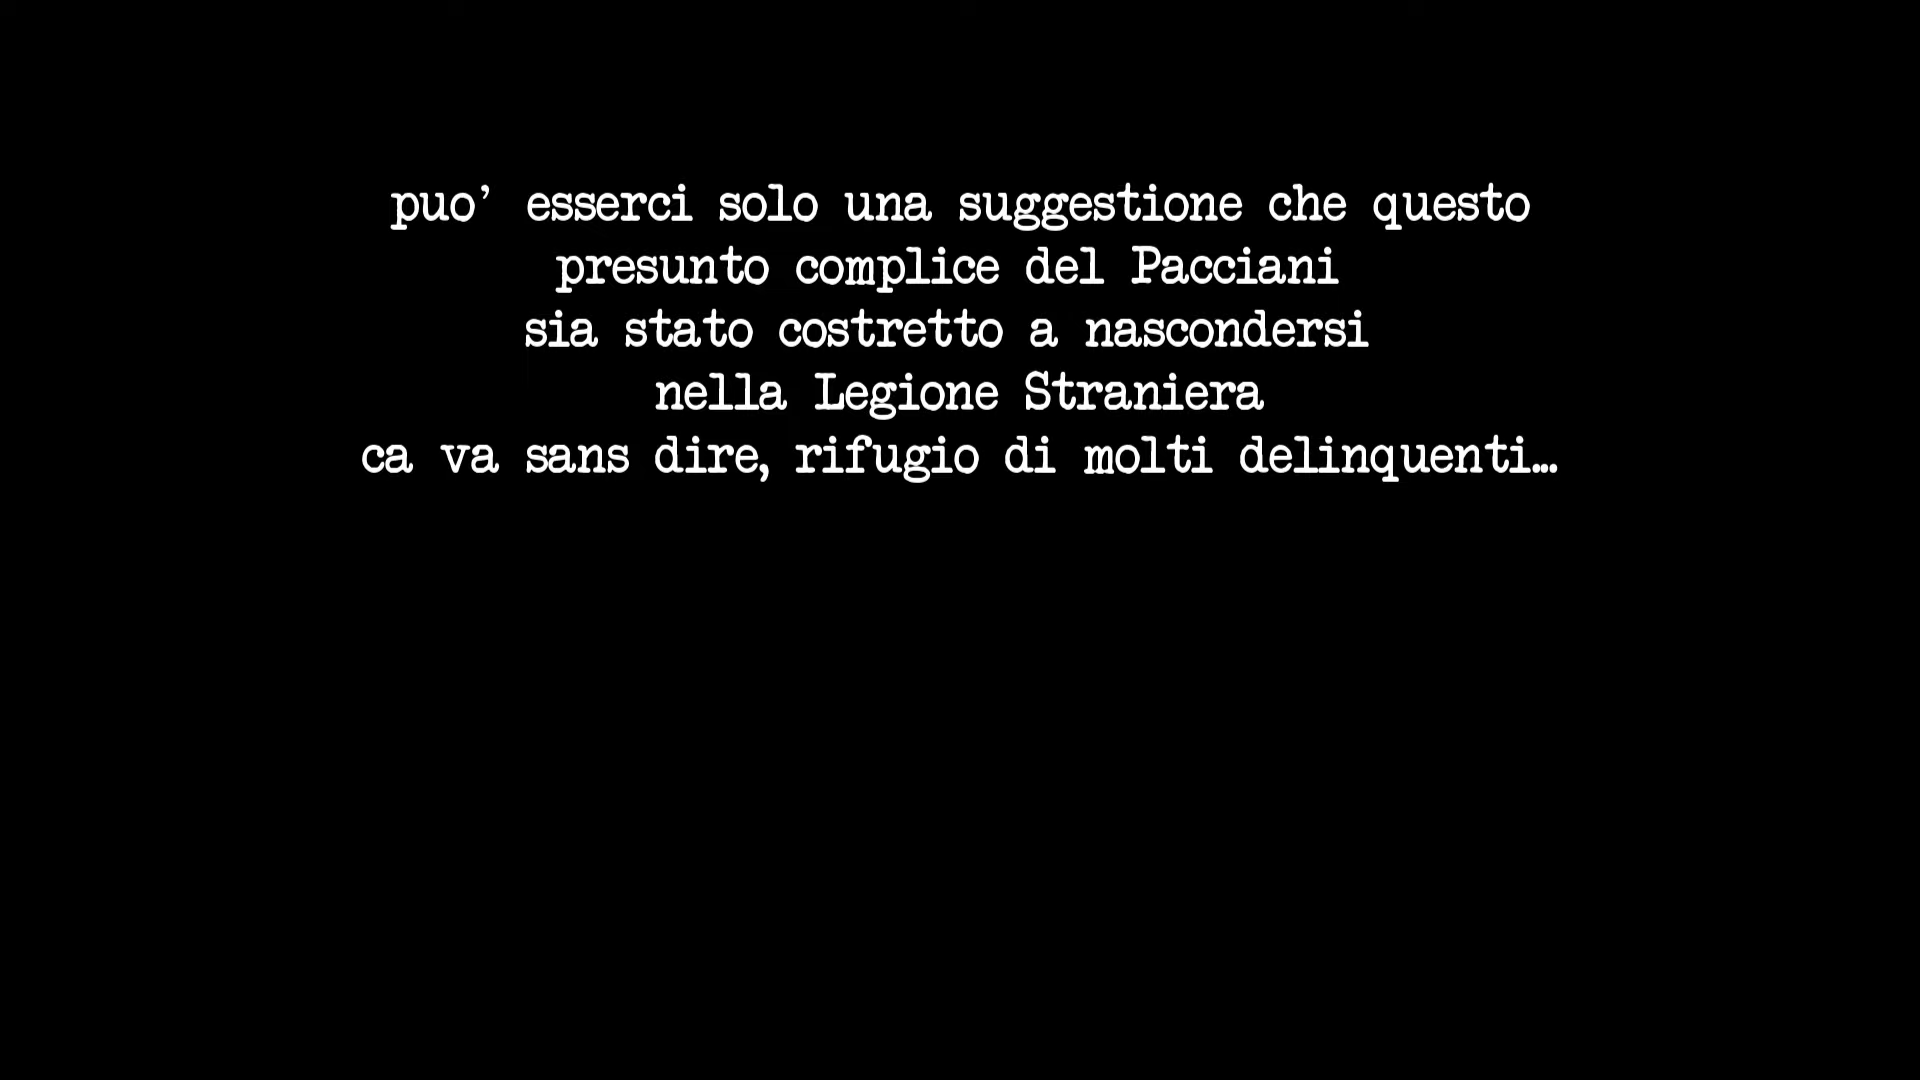 puo' esserci solo una suggestione che questo
presunto complice del Pacciani
sia stato costretto a nascondersi
nella Legione Straniera
ca va sans dire, rifugio di molti delinquenti...